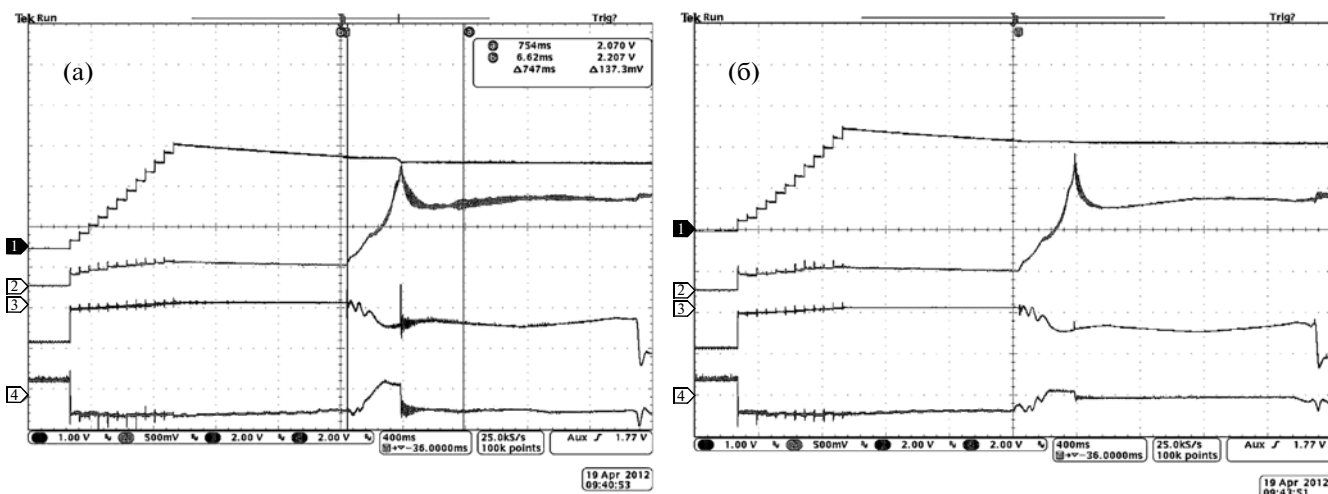 Tek Run
Trig?
(а)
a 754ms 2.070 V
b 6.62ms 2.207 V
Δ747ms Δ137.3mV
1
2
3
4
1.00 V 500mV 2.00 V 2.00 V
400ms
-36.0000ms
25.0kS/s
100k points
Aux 1.77 V
19 Apr 2012
09:40:53
Tek Run
Trig?
(б)
1
2
3
4
1.00 V 500mV 2.00 V 2.00 V
400ms
-36.0000ms
25.0kS/s
100k points
Aux 1.77 V
19 Apr 2012
09:43:51